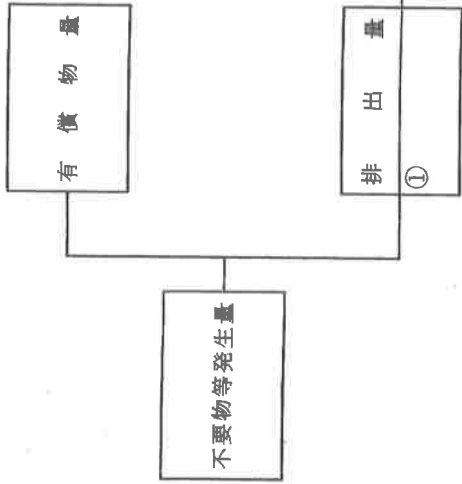 有償物量
排出量
①
不要物等発生量